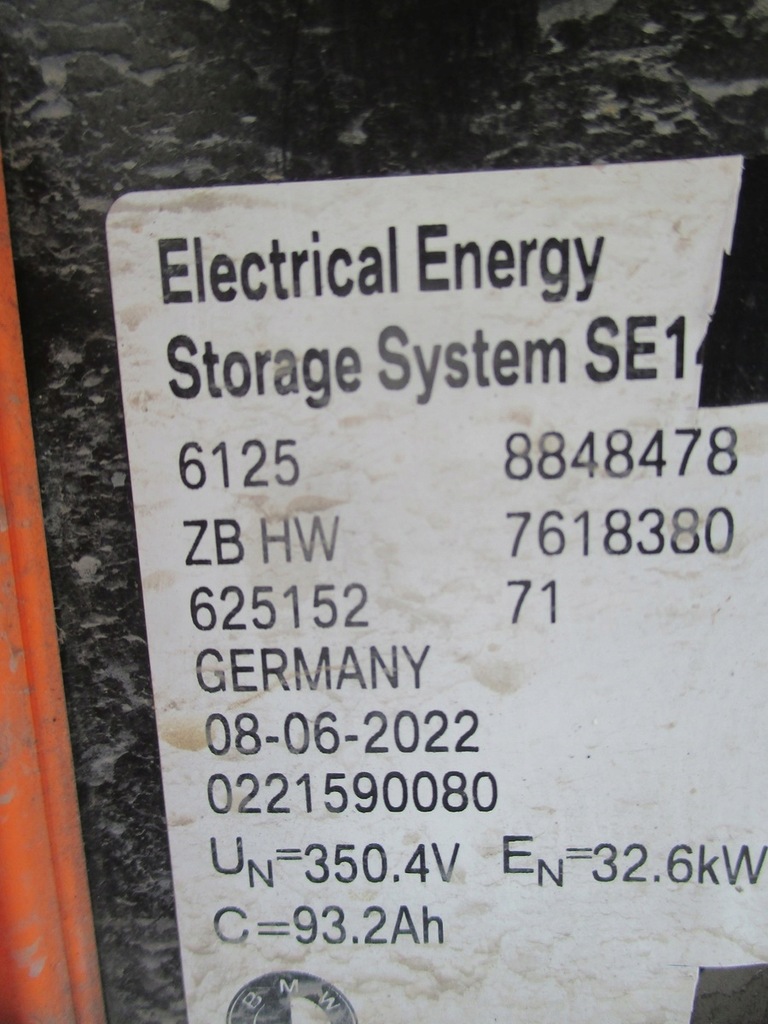 Electrical Energy
Storage System SE1
6125 8848478
ZB HW 7618380
625152 71
GERMANY
08-06-2022
0221590080
UN=350.4V EN=32.6kW
C=93.2Ah
BMW